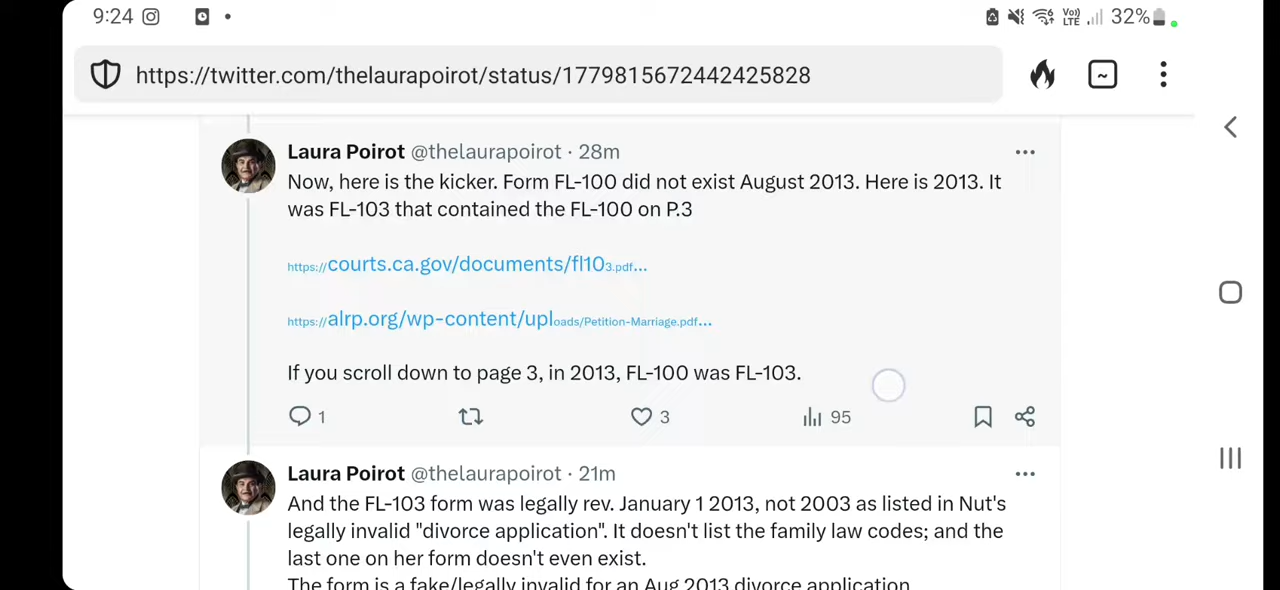 9:24
32%
https://twitter.com/thelaurapoirot/status/1779815672442425828
Laura Poirot @thelaurapoirot · 28m
Now, here is the kicker. Form FL-100 did not exist August 2013. Here is 2013. It
was FL-103 that contained the FL-100 on P.3
https://courts.ca.gov/documents/fl103.pdf...
https://alrp.org/wp-content/uploads/Petition-Marriage.pdf...
If you scroll down to page 3, in 2013, FL-100 was FL-103.
1 3 95
Laura Poirot @thelaurapoirot · 21m
And the FL-103 form was legally rev. January 1 2013, not 2003 as listed in Nut's
legally invalid "divorce application". It doesn't list the family law codes; and the
last one on her form doesn't even exist.
The form is a fake/legally invalid for an Aug 2013 divorce application